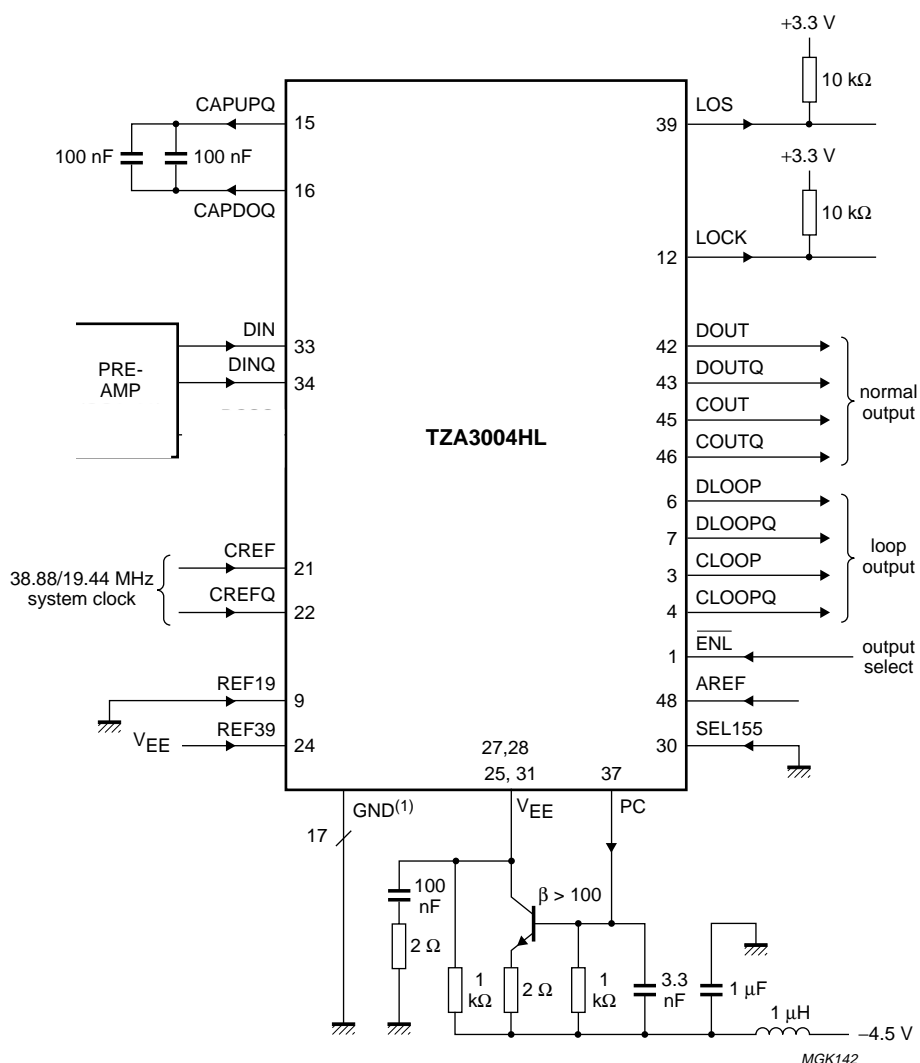 +3.3 V
10 kΩ
CAPUPQ
15
39
LOS
100 nF
100 nF
+3.3 V
16
CAPDOQ
10 kΩ
LOCK
12
DIN
33
DINQ
34
PRE-
AMP
TZA3004HL
DOUT
42
DOUTQ
43
COUT
45
COUTQ
46
normal
output
DLOOP
6
DLOOPQ
7
CLOOP
3
CLOOPQ
4
loop
output
38.88/19.44 MHz
system clock
CREF
21
CREFQ
22
ENL
1
output
select
REF19
9
AREF
48
VEE
REF39
24
SEL155
30
27,28
25, 31
37
GND(1)
17
VEE
PC
100
nF
2 Ω
β > 100
1
kΩ
2 Ω
1
kΩ
3.3
nF
1 μF
1 μH
−4.5 V
MGK142